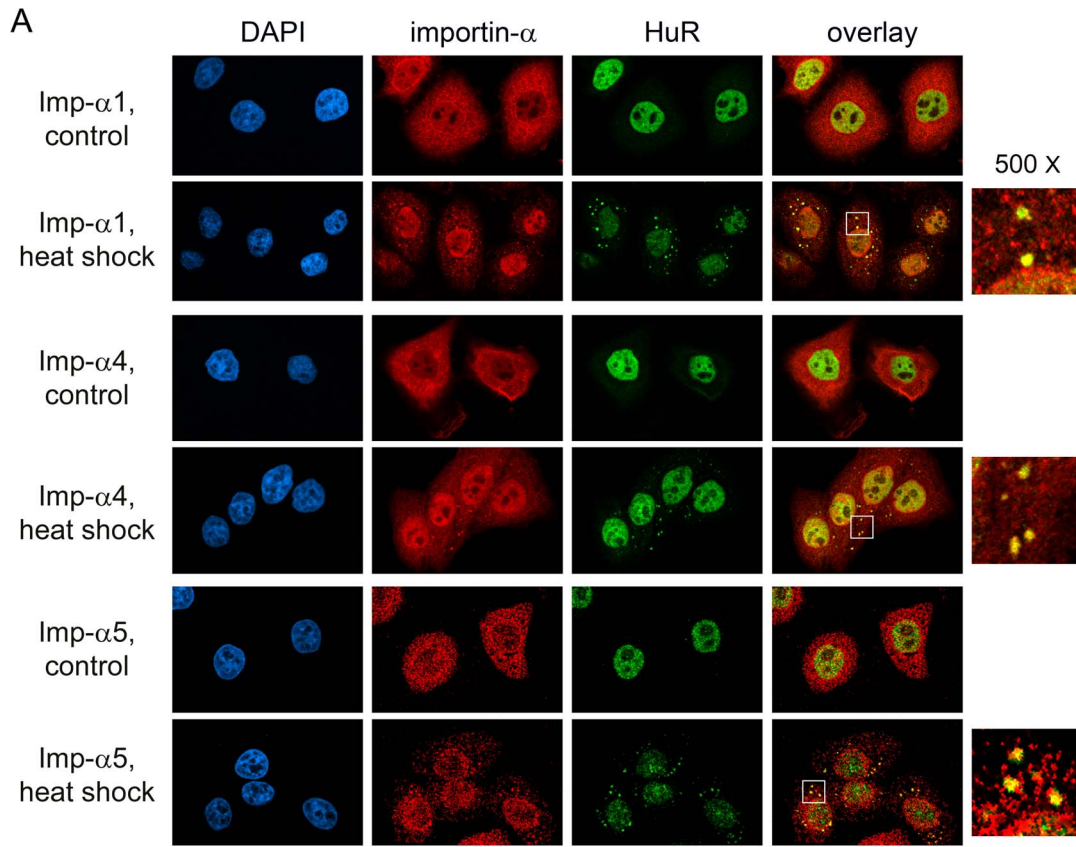 A
DAPI importin-α HuR overlay
Imp-α1,
control
500 X
Imp-α1,
heat shock
Imp-α4,
control
Imp-α4,
heat shock
Imp-α5,
control
Imp-α5,
heat shock